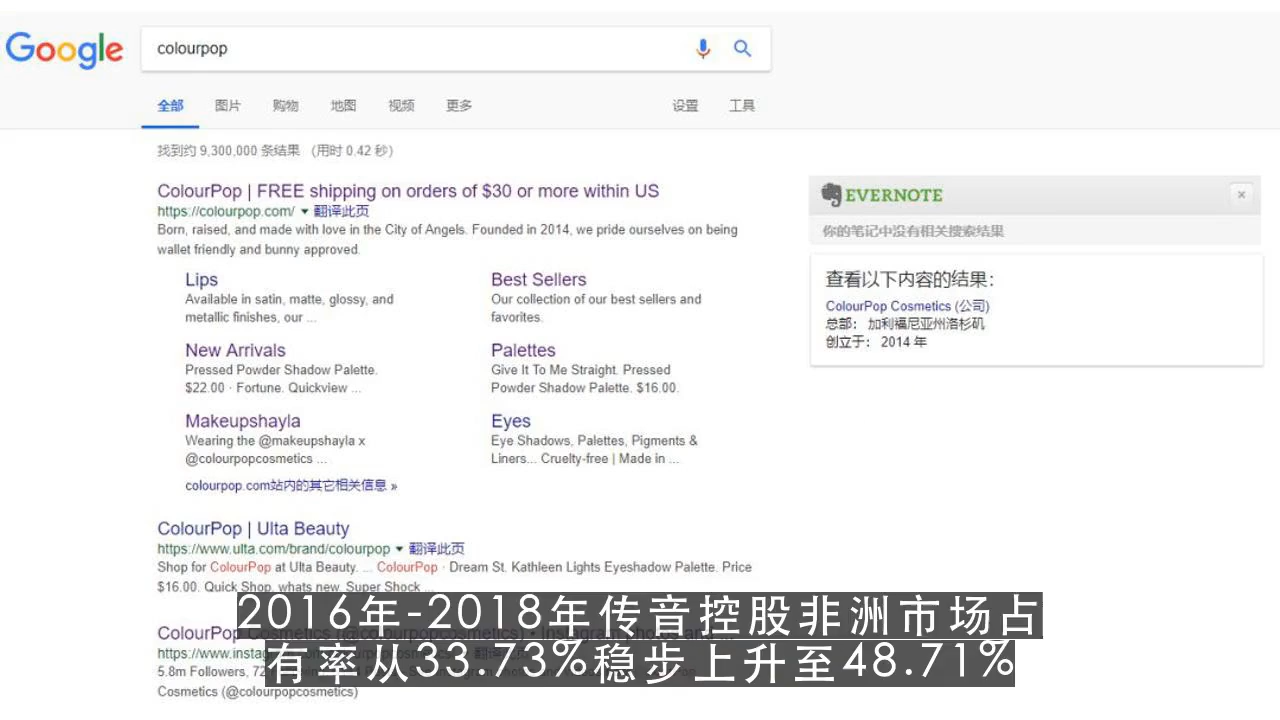 Google
colourpop
全部 图片 购物 地图 视频 更多 设置 工具
找到约 9,300,000 条结果 (用时 0.42 秒)
ColourPop | FREE shipping on orders of $30 or more within US
https://colourpop.com/ ▼ 翻译此页
Born, raised, and made with love in the City of Angels. Founded in 2014, we pride ourselves on being
wallet friendly and bunny approved.
Lips
Available in satin, matte, glossy, and
metallic finishes, our ...
Best Sellers
Our collection of our best sellers and
favorites.
New Arrivals
Pressed Powder Shadow Palette.
$22.00 · Fortune. Quickview ...
Palettes
Give It To Me Straight. Pressed
Powder Shadow Palette. $16.00.
Makeupshayla
Wearing the @makeupshayla x
@colourpopcosmetics ...
Eyes
Eye Shadows, Palettes, Pigments &
Liners... Cruelty-free | Made in ...
colourpop.com站内的其它相关信息 »
ColourPop | Ulta Beauty
https://www.ulta.com/brand/colourpop ▼ 翻译此页
Shop for ColourPop at Ulta Beauty. ... ColourPop · Dream St. Kathleen Lights Eyeshadow Palette. Price
$16.00. Quick Shop. whats new. Super Shock ...
ColourPop Cosmetics (@colourpopcosmetics) • Instagram photos and ...
https://www.instag
5.8m Followers, 72
Cosmetics (@colourpopcosmetics)
EVERNOTE ×
你的笔记中没有相关搜索结果
查看以下内容的结果：
ColourPop Cosmetics (公司)
总部： 加利福尼亚州洛杉矶
创立于： 2014 年
2016年-2018年传音控股非洲市场占
有率从33.73%稳步上升至48.71%